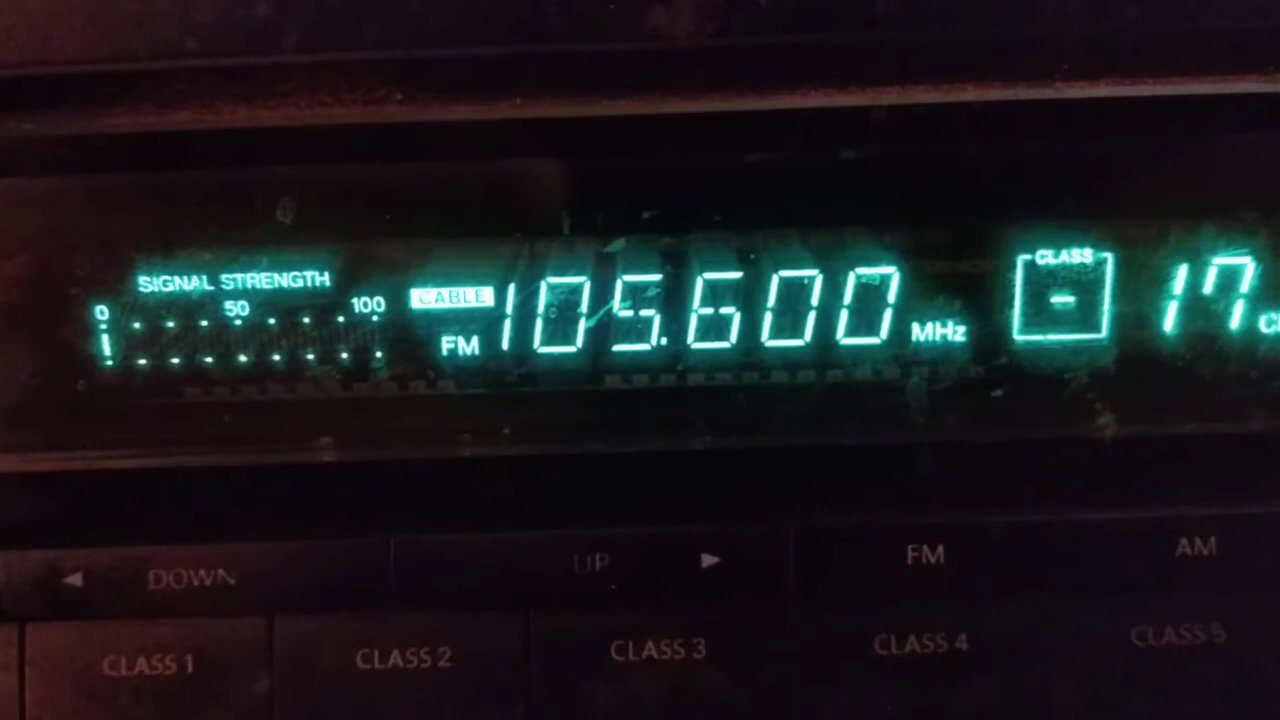 SIGNAL STRENGTH
0 50 100
CABLE
FM 105.600 MHz
CLASS
-
17
DOWN UP FM AM
CLASS 1 CLASS 2 CLASS 3 CLASS 4 CLASS 5